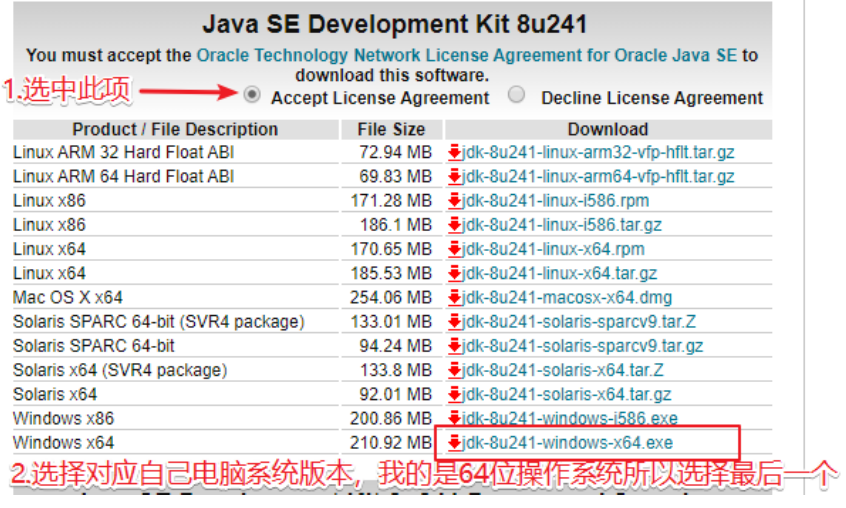 Java SE Development Kit 8u241
You must accept the Oracle Technology Network License Agreement for Oracle Java SE to
download this software.
1.选中此项
Accept License Agreement Decline License Agreement
Product / File Description File Size Download
Linux ARM 32 Hard Float ABI 72.94 MB jdk-8u241-linux-arm32-vfp-hflt.tar.gz
Linux ARM 64 Hard Float ABI 69.83 MB jdk-8u241-linux-arm64-vfp-hflt.tar.gz
Linux x86 171.28 MB jdk-8u241-linux-i586.rpm
Linux x86 186.1 MB jdk-8u241-linux-i586.tar.gz
Linux x64 170.65 MB jdk-8u241-linux-x64.rpm
Linux x64 185.53 MB jdk-8u241-linux-x64.tar.gz
Mac OS X x64 254.06 MB jdk-8u241-macosx-x64.dmg
Solaris SPARC 64-bit (SVR4 package) 133.01 MB jdk-8u241-solaris-sparcv9.tar.Z
Solaris SPARC 64-bit 94.24 MB jdk-8u241-solaris-sparcv9.tar.gz
Solaris x64 (SVR4 package) 133.8 MB jdk-8u241-solaris-x64.tar.Z
Solaris x64 92.01 MB jdk-8u241-solaris-x64.tar.gz
Windows x86 200.86 MB jdk-8u241-windows-i586.exe
Windows x64 210.92 MB jdk-8u241-windows-x64.exe
2.选择对应自己电脑系统版本，我的是64位操作系统所以选择最后一个